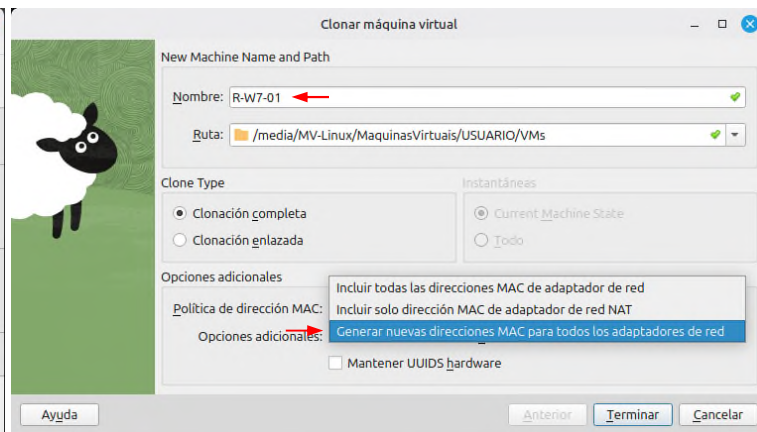 Clonar máquina virtual
New Machine Name and Path
Nombre: R-W7-01
Ruta: /media/MV-Linux/MaquinasVirtuais/USUARIO/VMs
Clone Type
Instantáneas
Clonación completa
Current Machine State
Clonación enlazada
Todo
Opciones adicionales
Incluir todas las direcciones MAC de adaptador de red
Política de dirección MAC: Incluir solo dirección MAC de adaptador de red NAT
Opciones adicionales: Generar nuevas direcciones MAC para todos los adaptadores de red
Mantener UUIDS hardware
Ayuda Anterior Terminar Cancelar